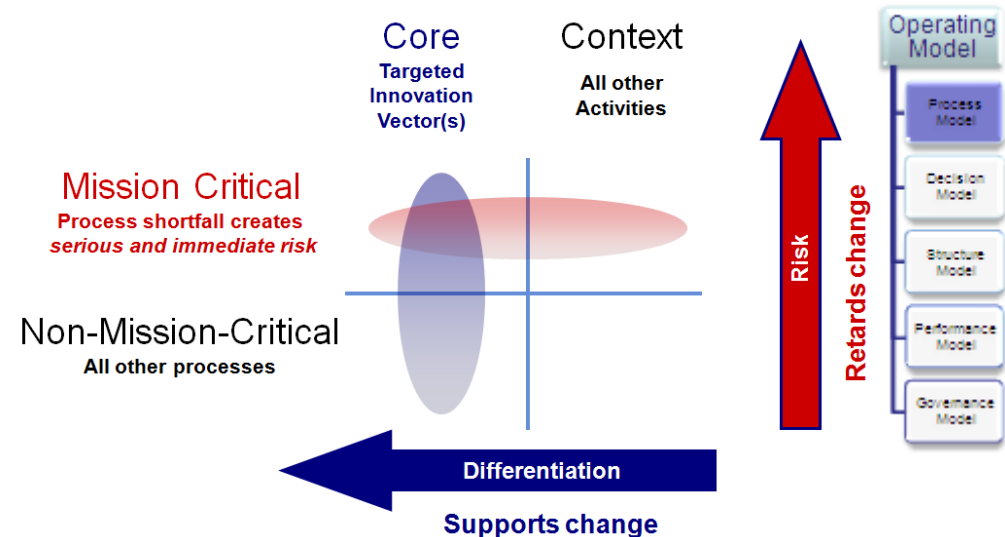 Core
Targeted
Innovation
Vector(s)
Context
All other
Activities
Mission Critical
Process shortfall creates
serious and immediate risk
Non-Mission-Critical
All other processes
Differentiation
Supports change
Risk
Retards change
Operating
Model
Process
Model
Decision
Model
Structure
Model
Performance
Model
Governance
Model